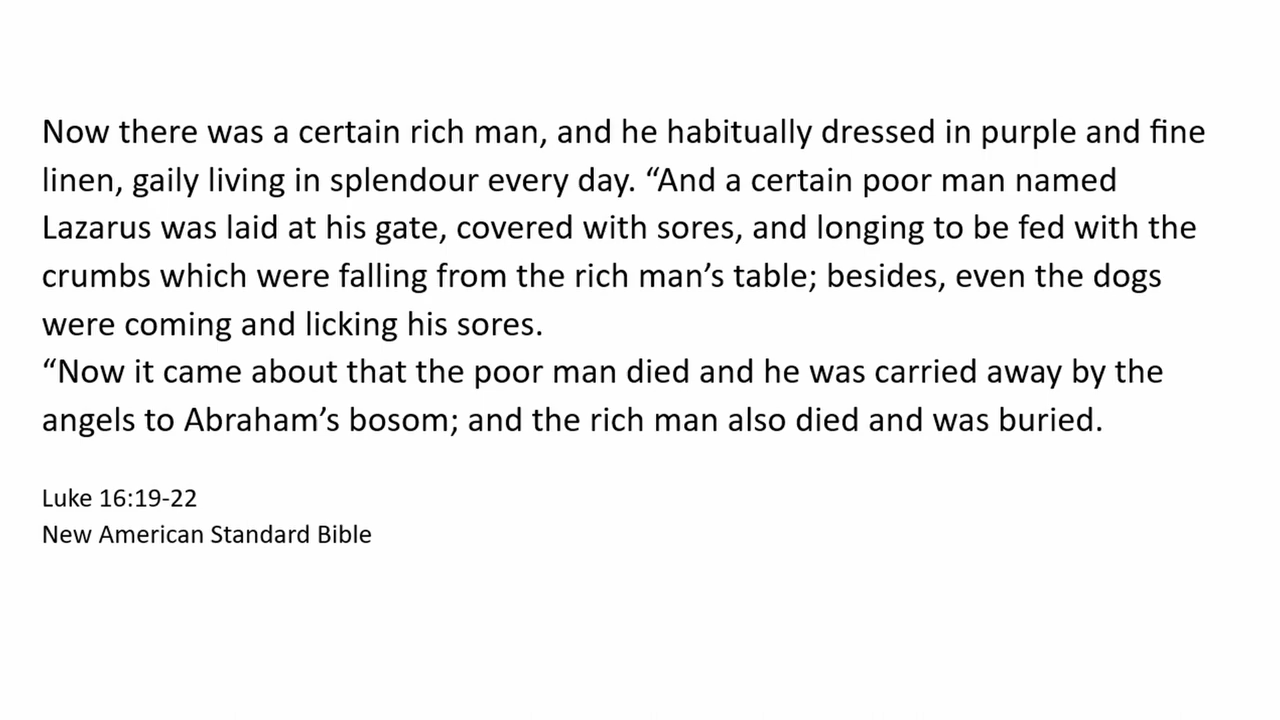 Now there was a certain rich man, and he habitually dressed in purple and fine
linen, gaily living in splendour every day. “And a certain poor man named
Lazarus was laid at his gate, covered with sores, and longing to be fed with the
crumbs which were falling from the rich man’s table; besides, even the dogs
were coming and licking his sores.
“Now it came about that the poor man died and he was carried away by the
angels to Abraham’s bosom; and the rich man also died and was buried.
Luke 16:19-22
New American Standard Bible